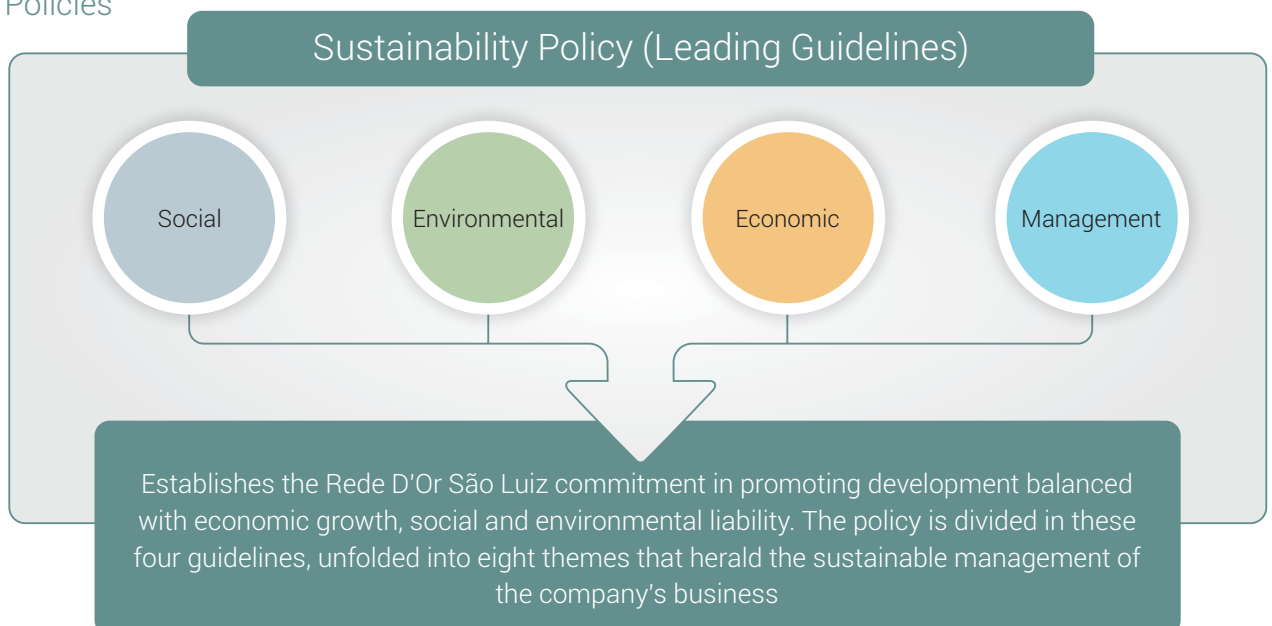 Policies
Sustainability Policy (Leading Guidelines)
Social
Environmental
Economic
Management
Establishes the Rede D'Or São Luiz commitment in promoting development balanced
with economic growth, social and environmental liability. The policy is divided in these
four guidelines, unfolded into eight themes that herald the sustainable management of
the company's business